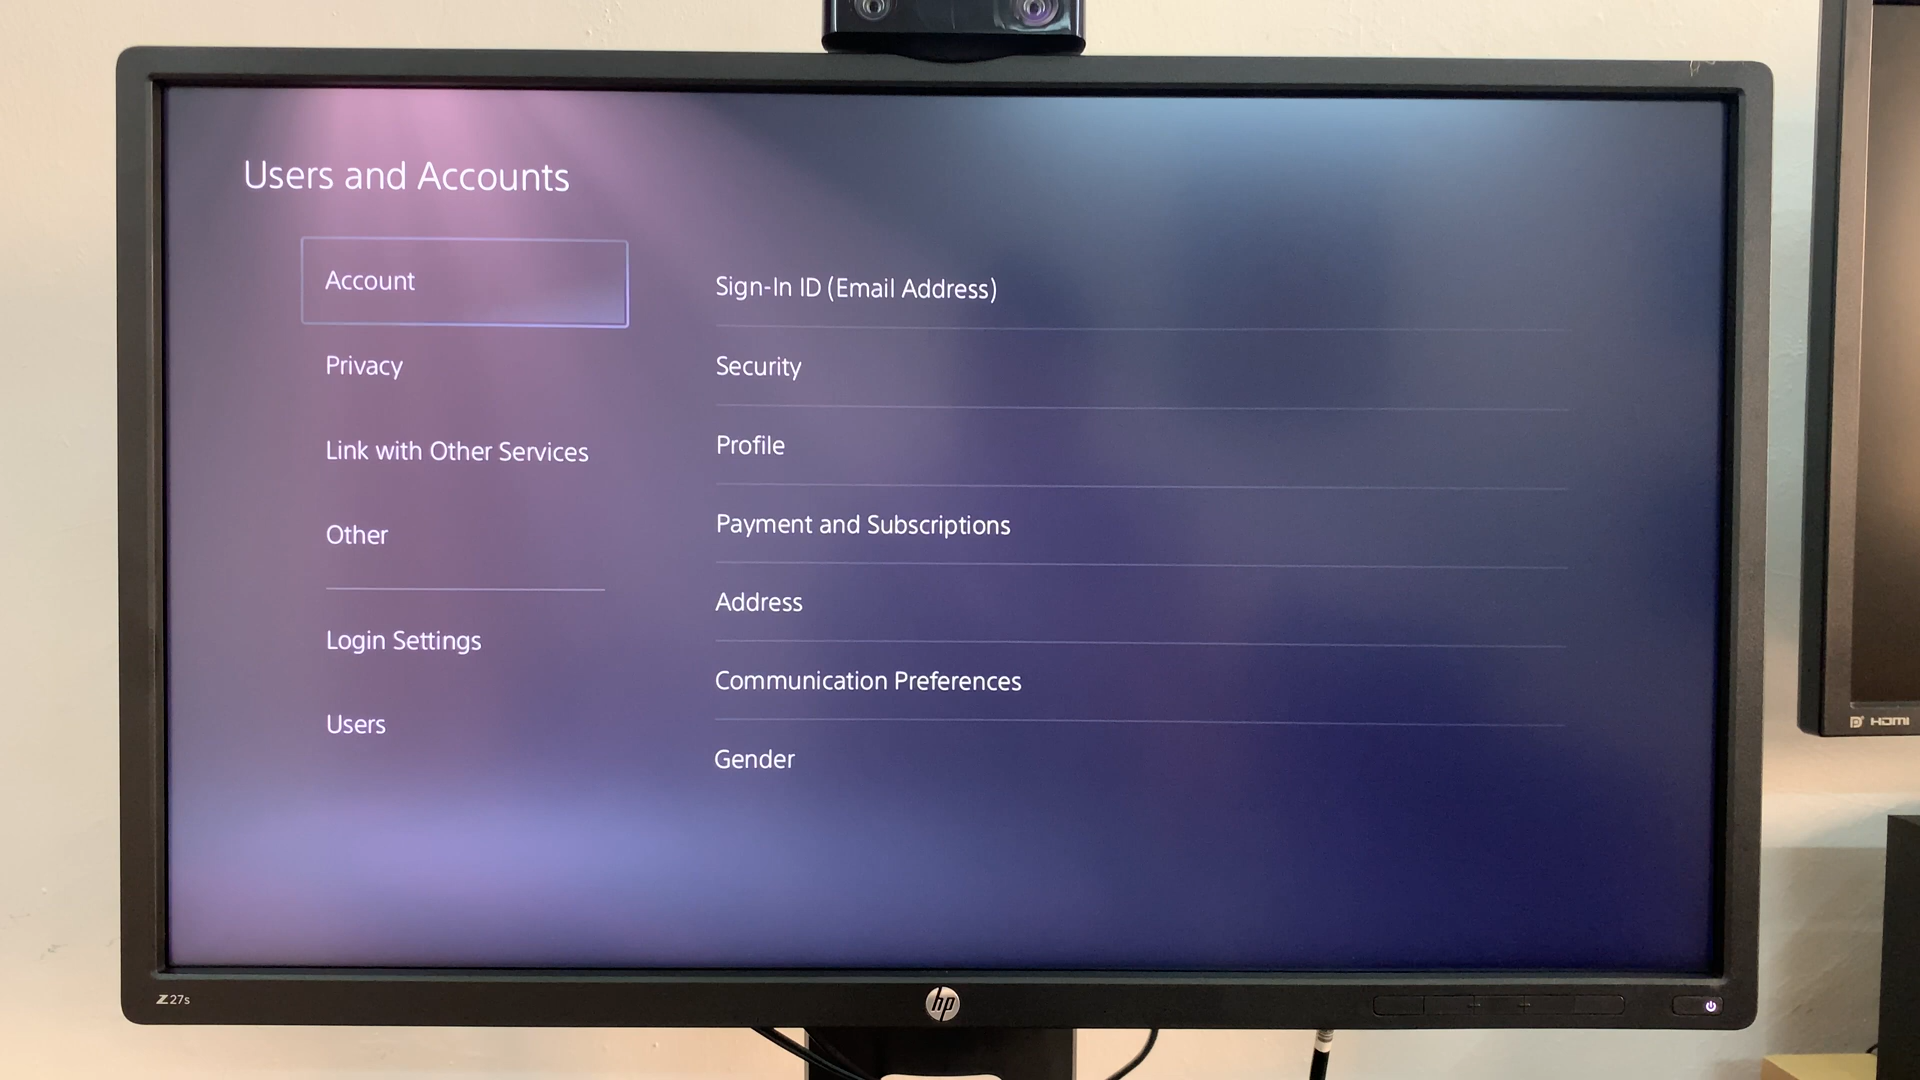 Users and Accounts
Account
Privacy
Link with Other Services
Other
Login Settings
Users
Sign-In ID (Email Address)
Security
Profile
Payment and Subscriptions
Address
Communication Preferences
Gender
Z27s
hp
HDMI